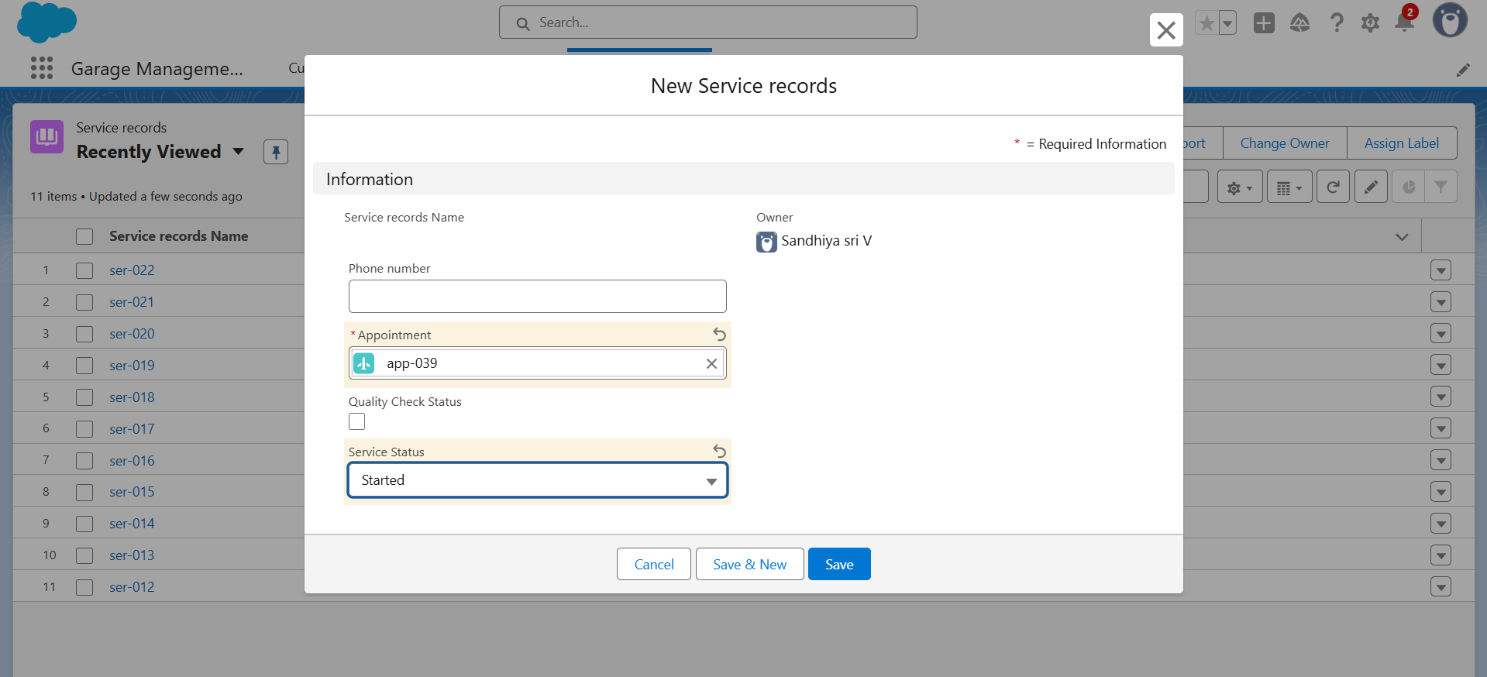 Search...
2
Garage Manageme...
Cu
New Service records
* = Required Information
Service records
Recently Viewed
11 items • Updated a few seconds ago
port
Change Owner
Assign Label
Information
Service records Name
Owner
Sandhiya sri V
Phone number
* Appointment
app-039
Quality Check Status
Service Status
Started
Cancel
Save & New
Save
Service records Name
1 ser-022
2 ser-021
3 ser-020
4 ser-019
5 ser-018
6 ser-017
7 ser-016
8 ser-015
9 ser-014
10 ser-013
11 ser-012